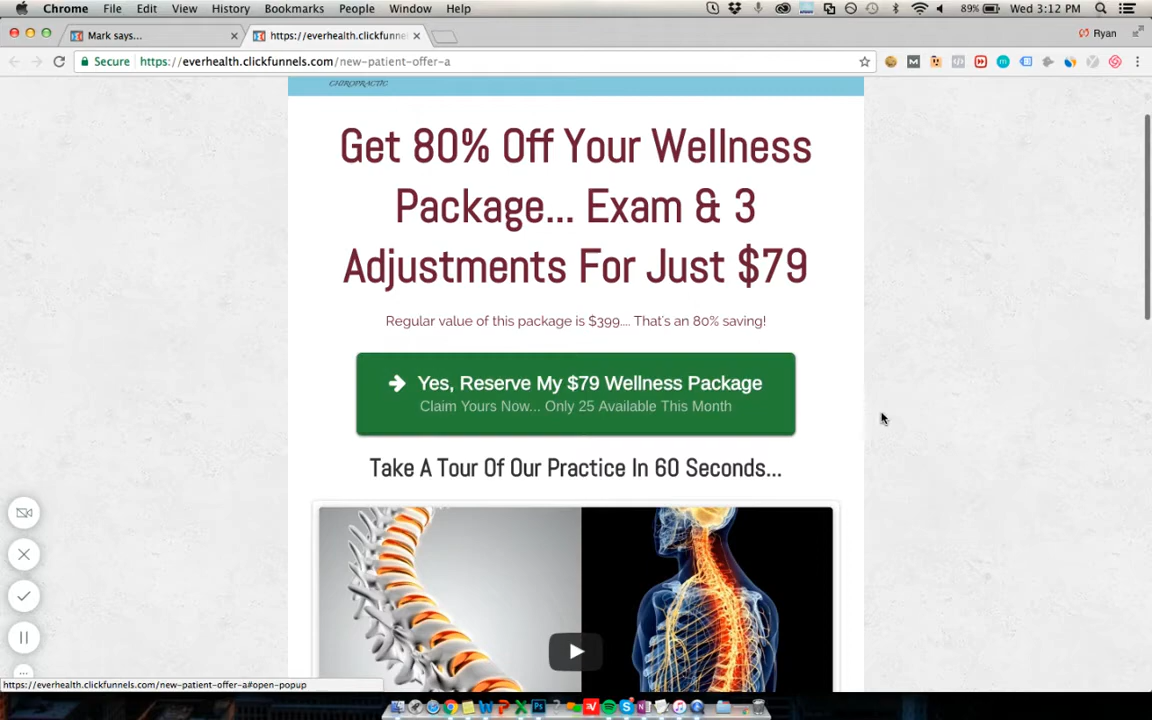 Chrome File Edit View History Bookmarks People Window Help 89% Wed 3:12 PM
Mark says... https://everhealth.clickfunne Ryan
Secure https://everhealth.clickfunnels.com/new-patient-offer-a
CHIROPRACTIC
Get 80% Off Your Wellness
Package... Exam & 3
Adjustments For Just $79
Regular value of this package is $399.... That's an 80% saving!
Yes, Reserve My $79 Wellness Package
Claim Yours Now... Only 25 Available This Month
Take A Tour Of Our Practice In 60 Seconds...
https://everhealth.clickfunnels.com/new-patient-offer-a#open-popup